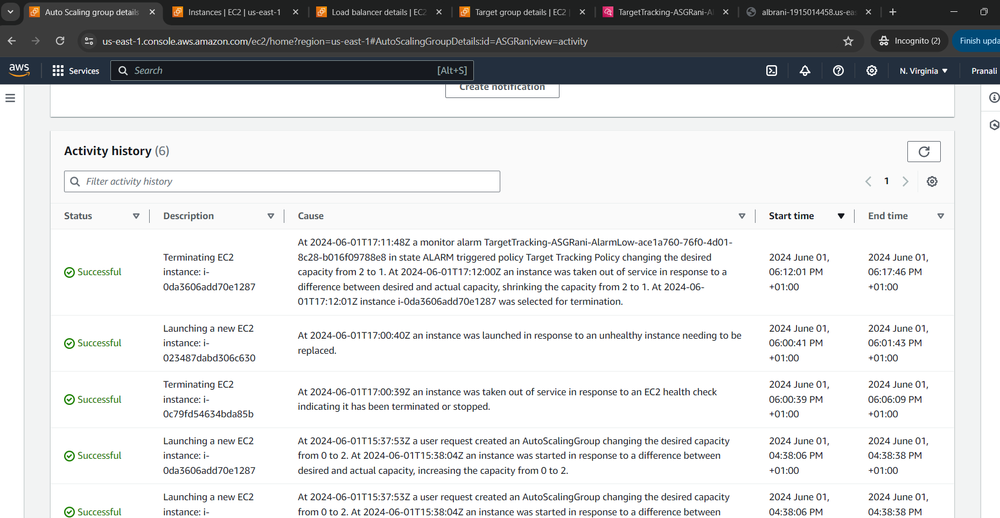 Auto Scaling group details
Instances | EC2 | us-east-1
Load balancer details | EC2
Target group details | EC2 |
TargetTracking-ASGRani-Al
albrani-1915014458.us-eas
us-east-1.console.aws.amazon.com/ec2/home?region=us-east-1#AutoScalingGroupDetails:id=ASGRani;view=activity
Incognito (2)
Finish upda
aws
Services
Search
[Alt+S]
N. Virginia
Pranali
Create notification
Activity history (6)
Filter activity history
1
Status
Description
Cause
Start time
End time
Successful
Terminating EC2
instance: i-
0da3606add70e1287
At 2024-06-01T17:11:48Z a monitor alarm TargetTracking-ASGRani-AlarmLow-ace1a760-76f0-4d01-
8c28-b016f09788e8 in state ALARM triggered policy Target Tracking Policy changing the desired
capacity from 2 to 1. At 2024-06-01T17:12:00Z an instance was taken out of service in response to a
difference between desired and actual capacity, shrinking the capacity from 2 to 1. At 2024-06-
01T17:12:01Z instance i-0da3606add70e1287 was selected for termination.
2024 June 01,
06:12:01 PM
+01:00
2024 June 01,
06:17:46 PM
+01:00
Successful
Launching a new EC2
instance: i-
023487dabd306c630
At 2024-06-01T17:00:40Z an instance was launched in response to an unhealthy instance needing to be
replaced.
2024 June 01,
06:00:41 PM
+01:00
2024 June 01,
06:01:43 PM
+01:00
Successful
Terminating EC2
instance: i-
0c79fd54634bda85b
At 2024-06-01T17:00:39Z an instance was taken out of service in response to an EC2 health check
indicating it has been terminated or stopped.
2024 June 01,
06:00:39 PM
+01:00
2024 June 01,
06:06:09 PM
+01:00
Successful
Launching a new EC2
instance: i-
0da3606add70e1287
At 2024-06-01T15:37:53Z a user request created an AutoScalingGroup changing the desired capacity
from 0 to 2. At 2024-06-01T15:38:04Z an instance was started in response to a difference between
desired and actual capacity, increasing the capacity from 0 to 2.
2024 June 01,
04:38:06 PM
+01:00
2024 June 01,
04:38:38 PM
+01:00
Successful
Launching a new EC2
instance: i-
At 2024-06-01T15:37:53Z a user request created an AutoScalingGroup changing the desired capacity
from 0 to 2. At 2024-06-01T15:38:04Z an instance was started in response to a difference between
2024 June 01,
04:38:06 PM
2024 June 01,
04:38:38 PM